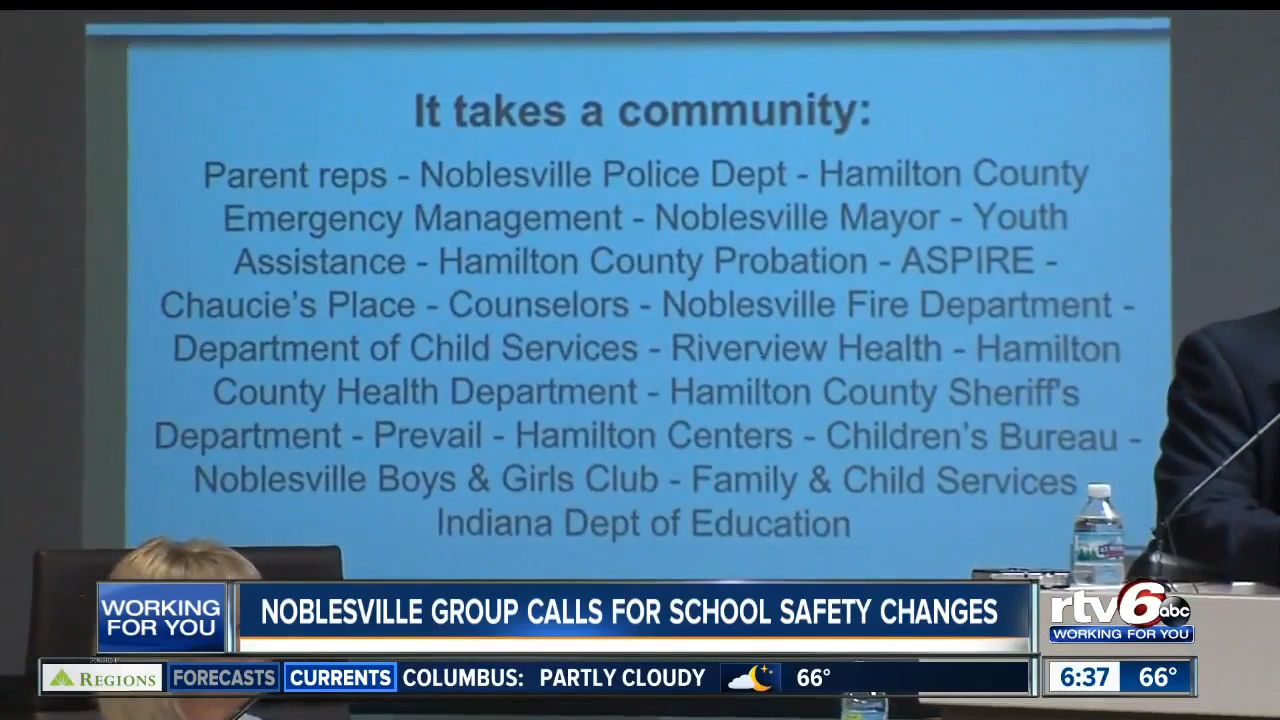 It takes a community:
Parent reps - Noblesville Police Dept - Hamilton County
Emergency Management - Noblesville Mayor - Youth
Assistance - Hamilton County Probation - ASPIRE -
Chaucie's Place - Counselors - Noblesville Fire Department -
Department of Child Services - Riverview Health - Hamilton
County Health Department - Hamilton County Sheriff's
Department - Prevail - Hamilton Centers - Children's Bureau -
Noblesville Boys & Girls Club - Family & Child Services
Indiana Dept of Education
WORKING
FOR YOU
NOBLESVILLE GROUP CALLS FOR SCHOOL SAFETY CHANGES
rtv6 abc
WORKING FOR YOU
SPONSORED BY
REGIONS FORECASTS CURRENTS COLUMBUS: PARTLY CLOUDY 66° 6:37 66°